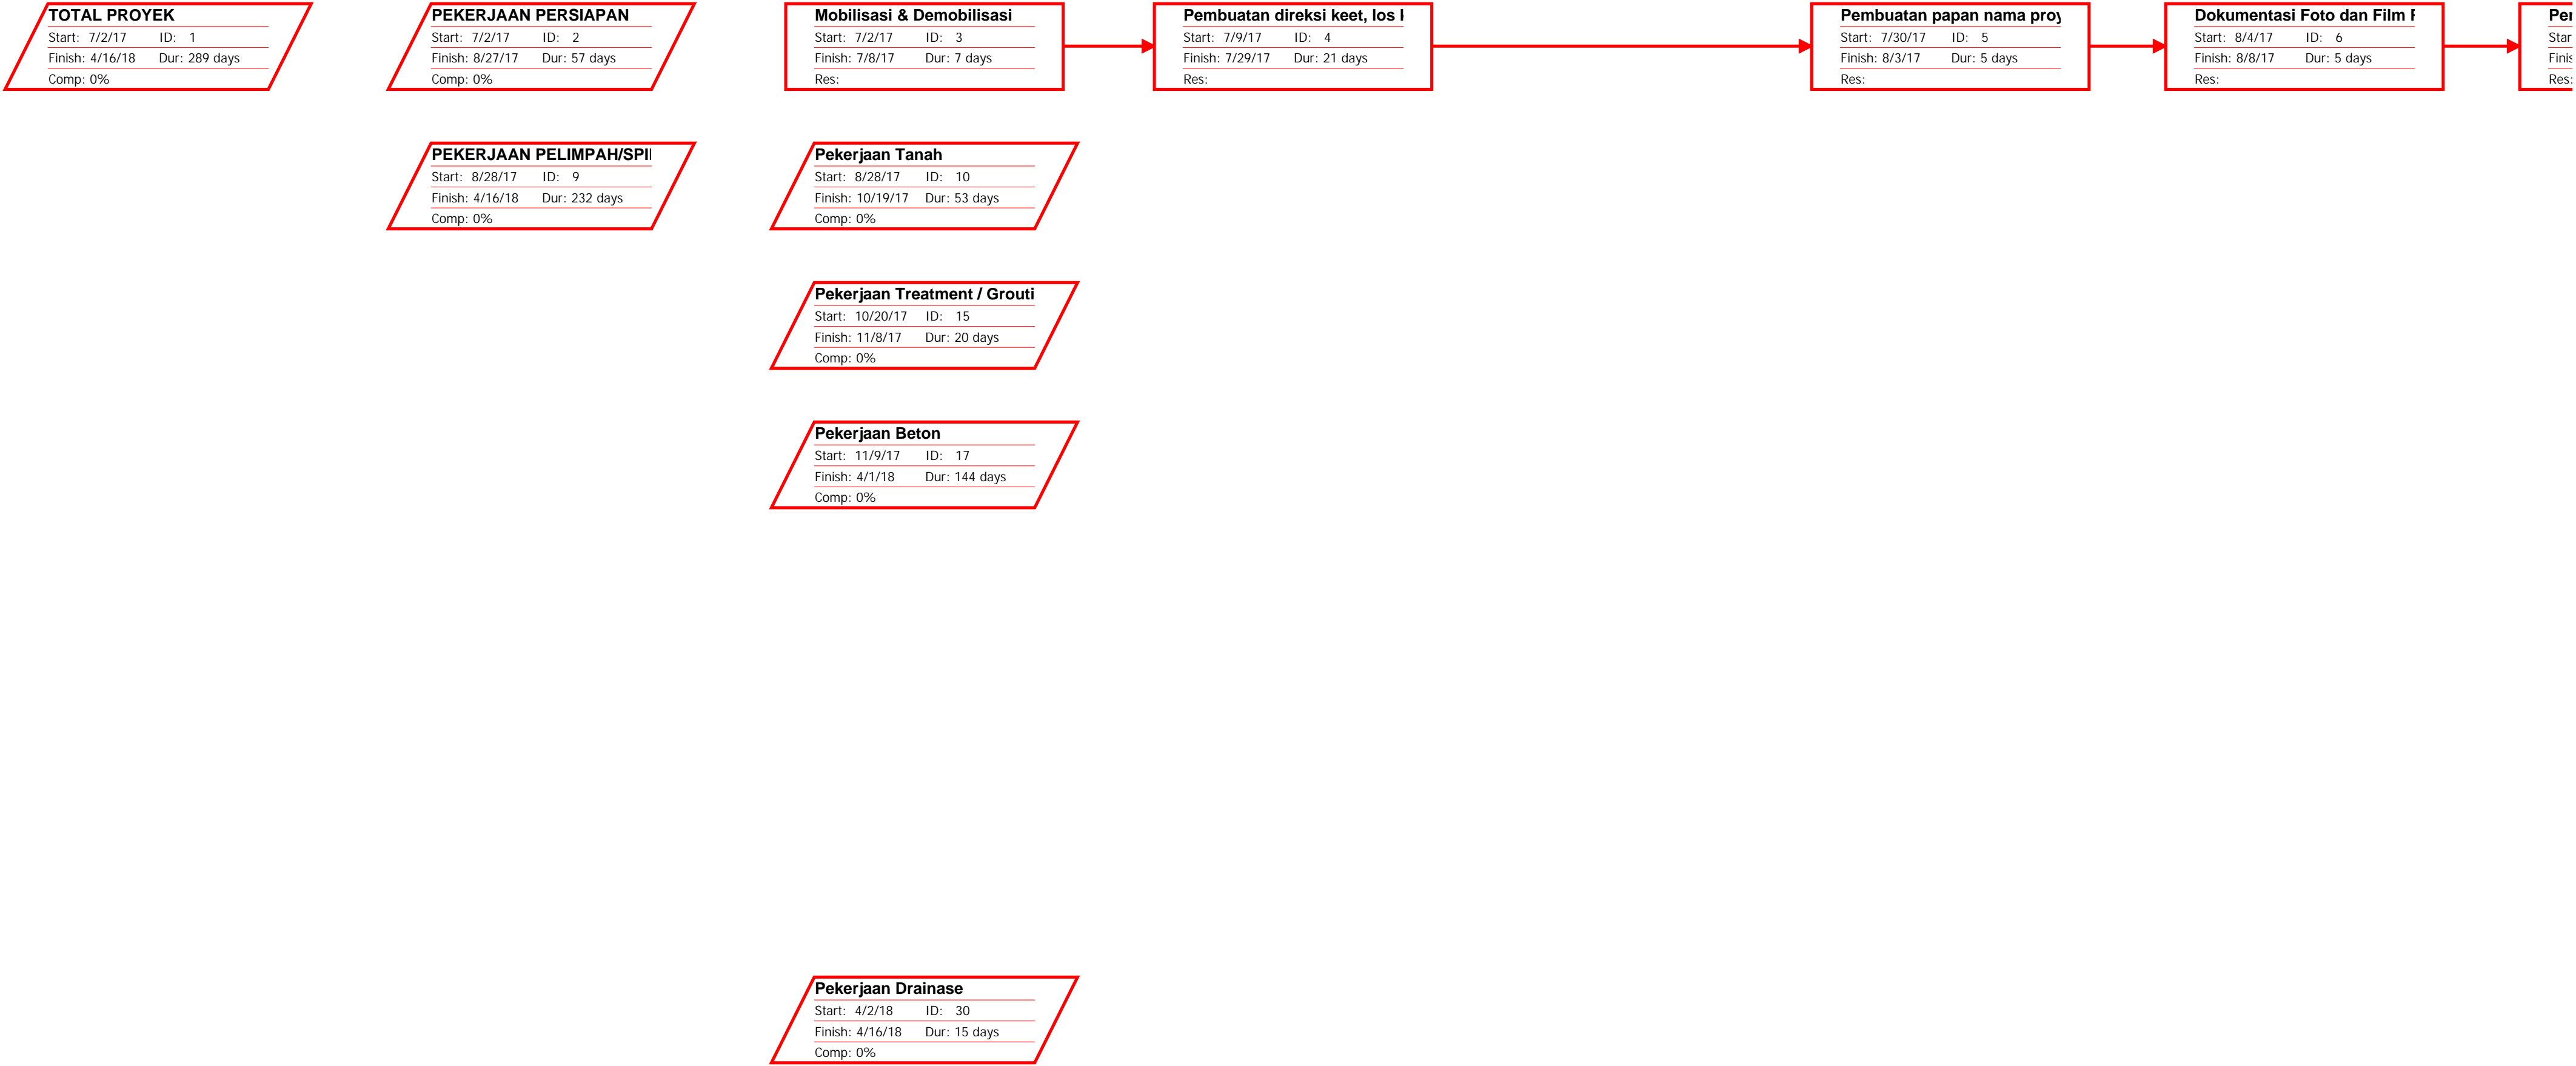 TOTAL PROYEK
Start: 7/2/17 ID: 1
Finish: 4/16/18 Dur: 289 days
Comp: 0%
PEKERJAAN PERSIAPAN
Start: 7/2/17 ID: 2
Finish: 8/27/17 Dur: 57 days
Comp: 0%
Mobilisasi & Demobilisasi
Start: 7/2/17 ID: 3
Finish: 7/8/17 Dur: 7 days
Res:
Pembuatan direksi keet, los
Start: 7/9/17 ID: 4
Finish: 7/29/17 Dur: 21 days
Res:
Pembuatan papan nama proy
Start: 7/30/17 ID: 5
Finish: 8/3/17 Dur: 5 days
Res:
Dokumentasi Foto dan Film
Start: 8/4/17 ID: 6
Finish: 8/8/17 Dur: 5 days
Res:
Per
Star
Finis
Res:
PEKERJAAN PELIMPAH/SPI
Start: 8/28/17 ID: 9
Finish: 4/16/18 Dur: 232 days
Comp: 0%
Pekerjaan Tanah
Start: 8/28/17 ID: 10
Finish: 10/19/17 Dur: 53 days
Comp: 0%
Pekerjaan Treatment / Grouti
Start: 10/20/17 ID: 15
Finish: 11/8/17 Dur: 20 days
Comp: 0%
Pekerjaan Beton
Start: 11/9/17 ID: 17
Finish: 4/1/18 Dur: 144 days
Comp: 0%
Pekerjaan Drainase
Start: 4/2/18 ID: 30
Finish: 4/16/18 Dur: 15 days
Comp: 0%